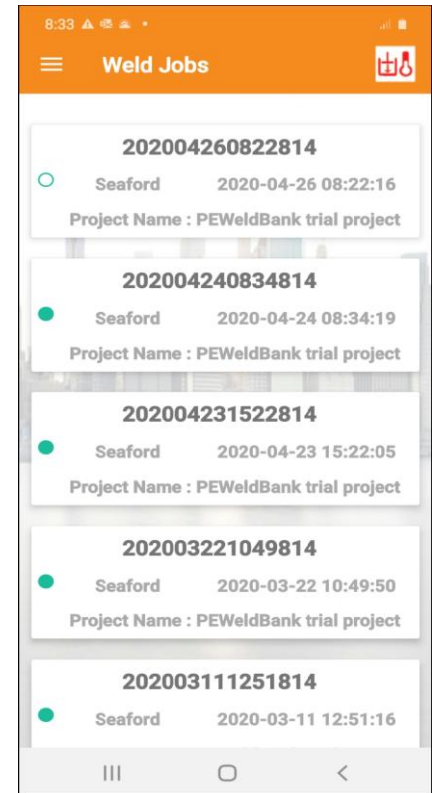 8:33
Weld Jobs
202004260822814
Seaford 2020-04-26 08:22:16
Project Name : PEWeldBank trial project
202004240834814
Seaford 2020-04-24 08:34:19
Project Name : PEWeldBank trial project
202004231522814
Seaford 2020-04-23 15:22:05
Project Name : PEWeldBank trial project
202003221049814
Seaford 2020-03-22 10:49:50
Project Name : PEWeldBank trial project
202003111251814
Seaford 2020-03-11 12:51:16